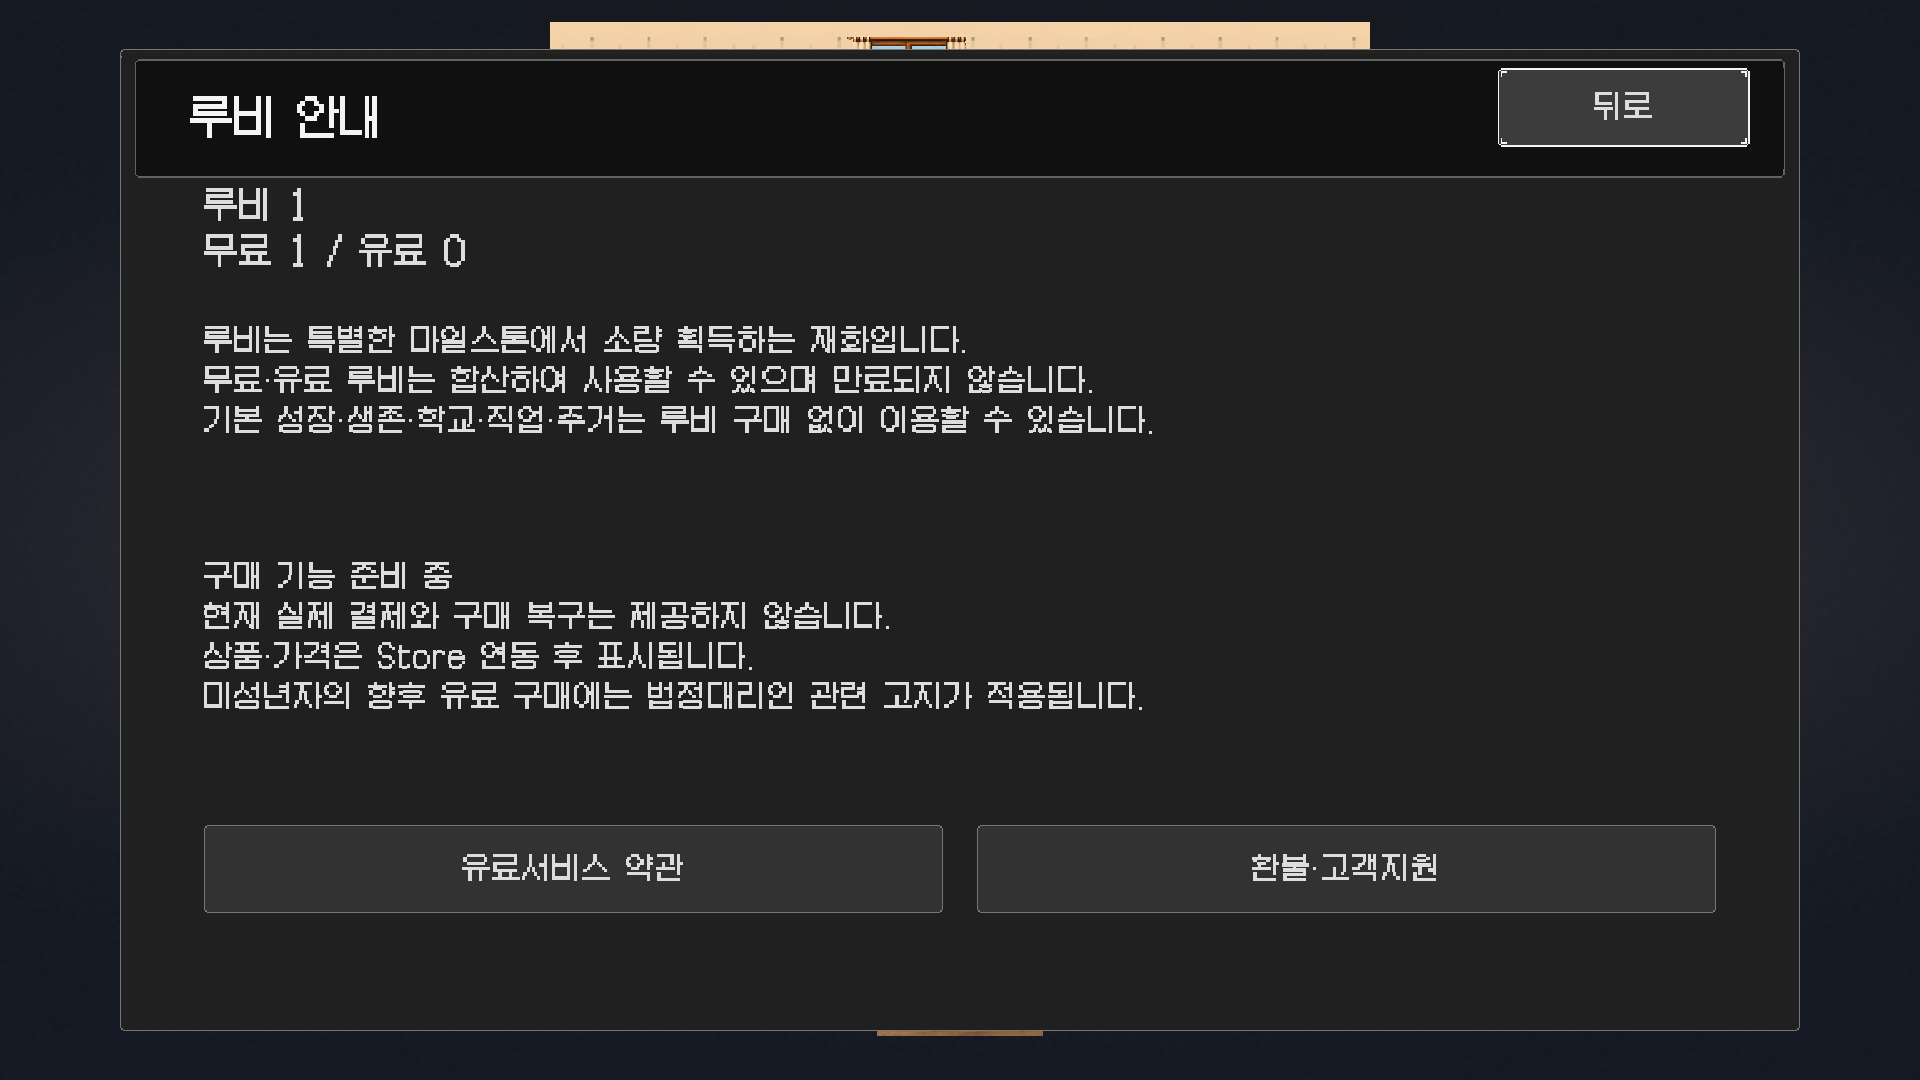 루비 안내
뒤로
루비 1
무료 1 / 유료 0
루비는 특별한 마일스톤에서 소량 획득하는 재화입니다.
무료·유료 루비는 합산하여 사용할 수 있으며 만료되지 않습니다.
기본 성장·생존·학교·직업·주거는 루비 구매 없이 이용할 수 있습니다.
구매 기능 준비 중
현재 실제 결제와 구매 복구는 제공하지 않습니다.
상품·가격은 Store 연동 후 표시됩니다.
미성년자의 향후 유료 구매에는 법정대리인 관련 고지가 적용됩니다.
유료서비스 약관
환불·고객지원